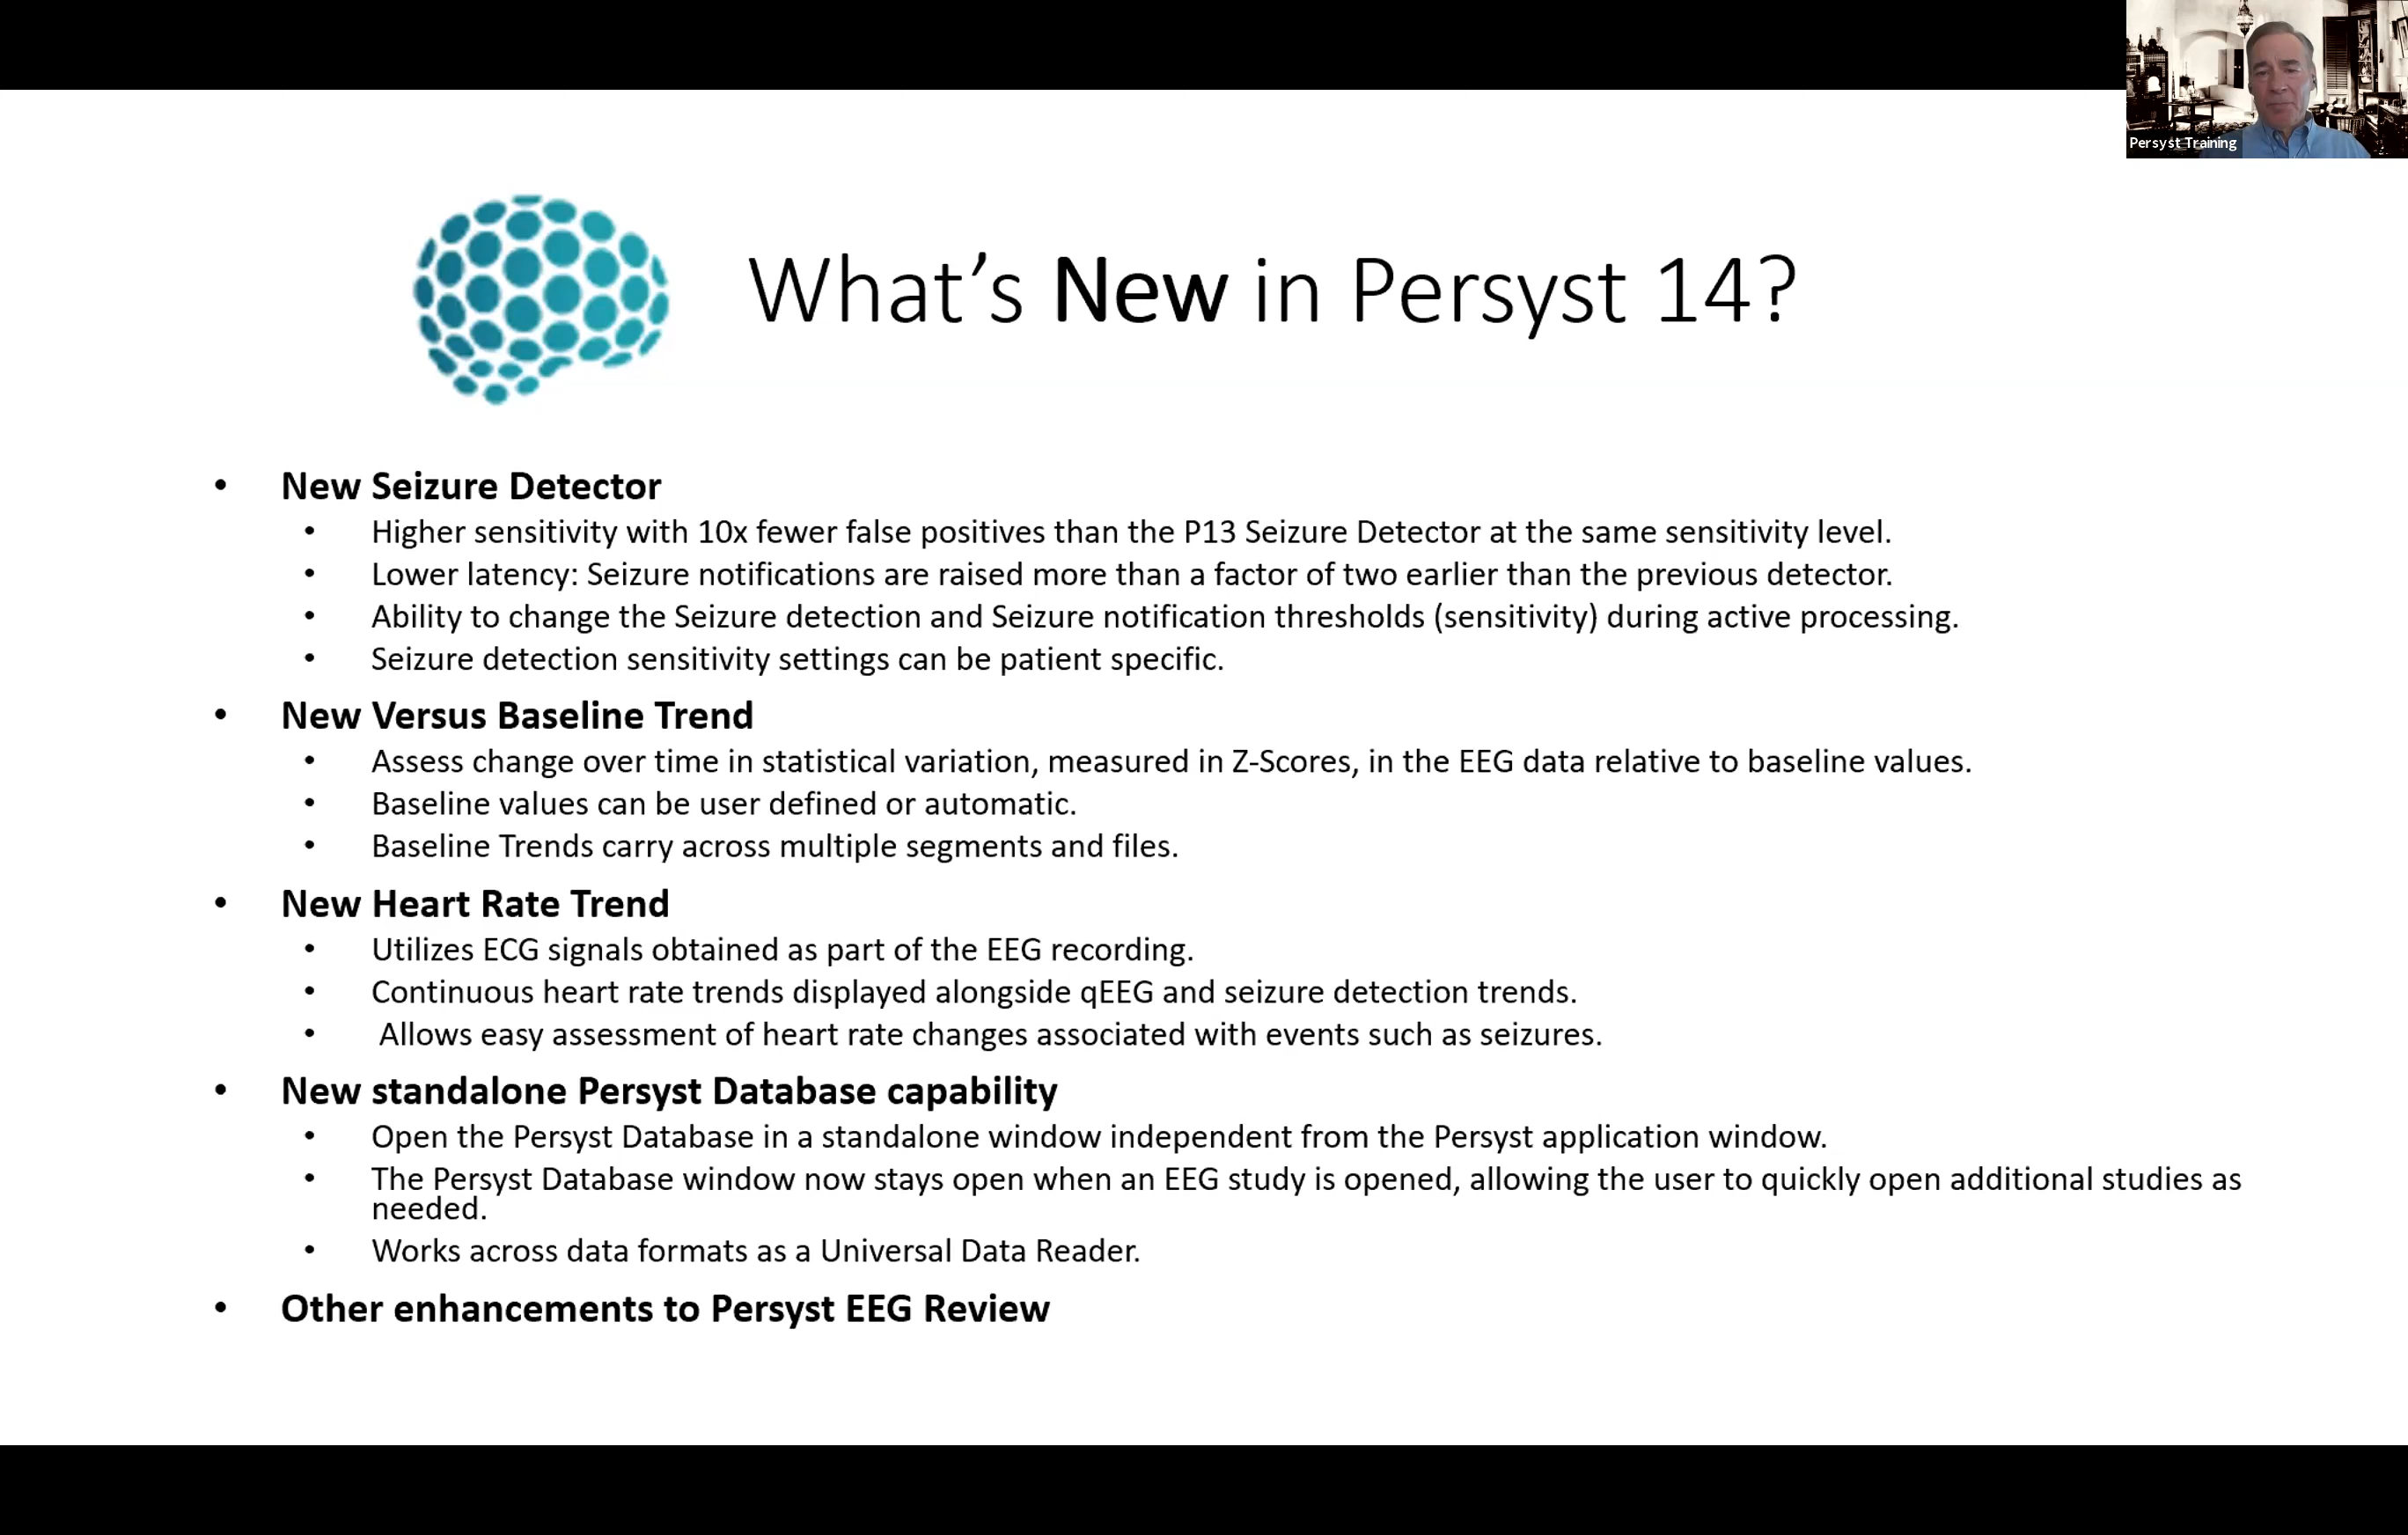 Persyst Training
What's New in Persyst 14?
• New Seizure Detector
• Higher sensitivity with 10x fewer false positives than the P13 Seizure Detector at the same sensitivity level.
• Lower latency: Seizure notifications are raised more than a factor of two earlier than the previous detector.
• Ability to change the Seizure detection and Seizure notification thresholds (sensitivity) during active processing.
• Seizure detection sensitivity settings can be patient specific.
• New Versus Baseline Trend
• Assess change over time in statistical variation, measured in Z-Scores, in the EEG data relative to baseline values.
• Baseline values can be user defined or automatic.
• Baseline Trends carry across multiple segments and files.
• New Heart Rate Trend
• Utilizes ECG signals obtained as part of the EEG recording.
• Continuous heart rate trends displayed alongside qEEG and seizure detection trends.
• Allows easy assessment of heart rate changes associated with events such as seizures.
• New standalone Persyst Database capability
• Open the Persyst Database in a standalone window independent from the Persyst application window.
• The Persyst Database window now stays open when an EEG study is opened, allowing the user to quickly open additional studies as
needed.
• Works across data formats as a Universal Data Reader.
• Other enhancements to Persyst EEG Review